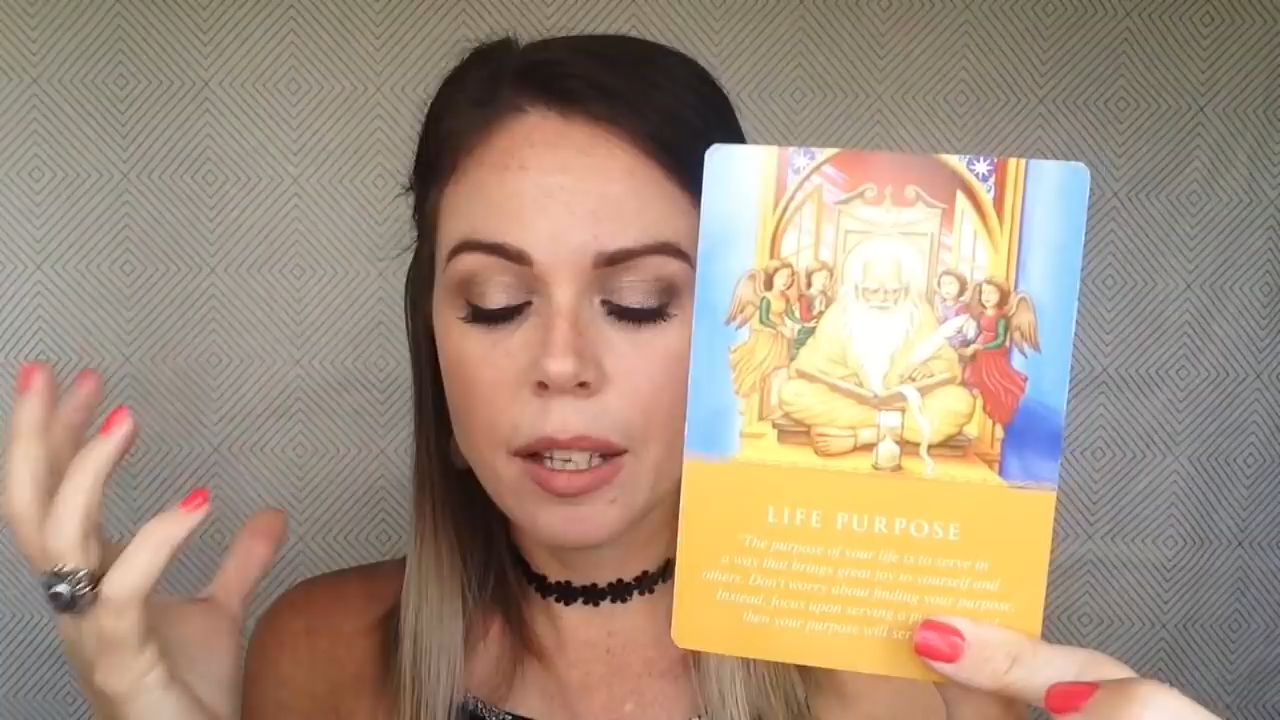 LIFE PURPOSE
"The purpose of your life is to serve in
a way that brings great joy to yourself and
others. Don't worry about finding your purpose.
Instead, focus upon serving a
then your purpose will